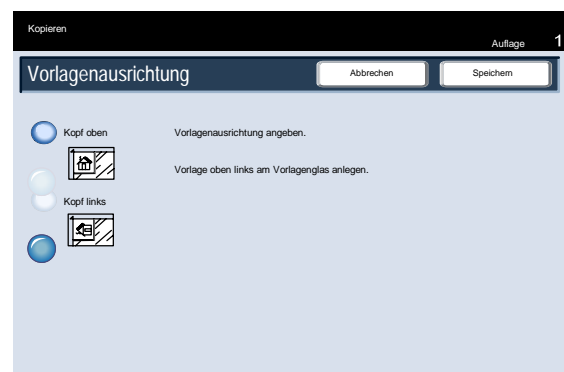 Kopieren
Auflage 1
Vorlagenausrichtung
Abbrechen
Speichern
Kopf oben
Vorlagenausrichtung angeben.
Vorlage oben links am Vorlagenglas anlegen.
Kopf links